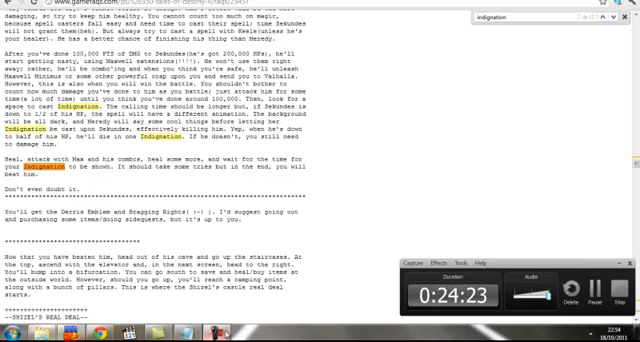 www.gamefaqs.com/ps/526350-tales-of-destiny-ii/faqs/25457
indignation
damaging, so try to keep him healthy. You cannot count too much on magic,
because spell casters fall easy and need time to cast their spell; time Sekundes
will not grant them(heh). But always try to cast a spell with Keele(unless he's
your healer). He has a better chance of finishing his thing than Heredy.
After you've done 100,000 PTS of DMG to Sekundes(he's got 200,000 HPs), he'll
start getting nasty, using Maxwell extensions(!!!!). He won't use them right
away; rather, he'll be combo'ing and when you think you're safe, he'll unleash
Maxwell Minimus or some other powerful crap upon you and send you to Valhalla.
However, this is also when you will win the battle. You shouldn't bother to
count how much damage you've done to him as you battle; just attack him for some
time(a lot of time) until you think you've done around 100,000. Then, look for a
space to cast Indignation. The calling time should be longer but, if Sekundes is
down to 1/2 of his HP, the spell will have a different animation. The background
will be all dark, and Heredy will say some cool things before letting her
Indignation be cast upon Sekundes, effectively killing him. Yep, when he's down
to half of his HP, he'll die in one Indignation. If he doesn't, you still need
to damage him.
Heal, attack with Max and his combos, heal some more, and wait for the time for
your Indignation to be shown. It should take some tries but in the end, you will
beat him.
Don't even doubt it.
You'll get the Derris Emblem and Bragging Rights( :-) ). I'd suggest going out
and purchasing some items/doing sidequests, but it's up to you.
Now that you have beaten him, head out of his cave and go up the staircases. At
the top, ascend with the elevator and, in the next screen, head to the right.
You'll bump into a bifurcation. You can go south to save and heal/buy items at
the outside world. However, should you go up, you'll reach a camping point,
along with a bunch of pillars. This is where the Shizel's castle real deal
starts.
--SHIZEL'S REAL DEAL--
Capture Effects Tools Help
Duration
0:24:23
Audio
Delete Pause Stop
22:54
18/10/2011